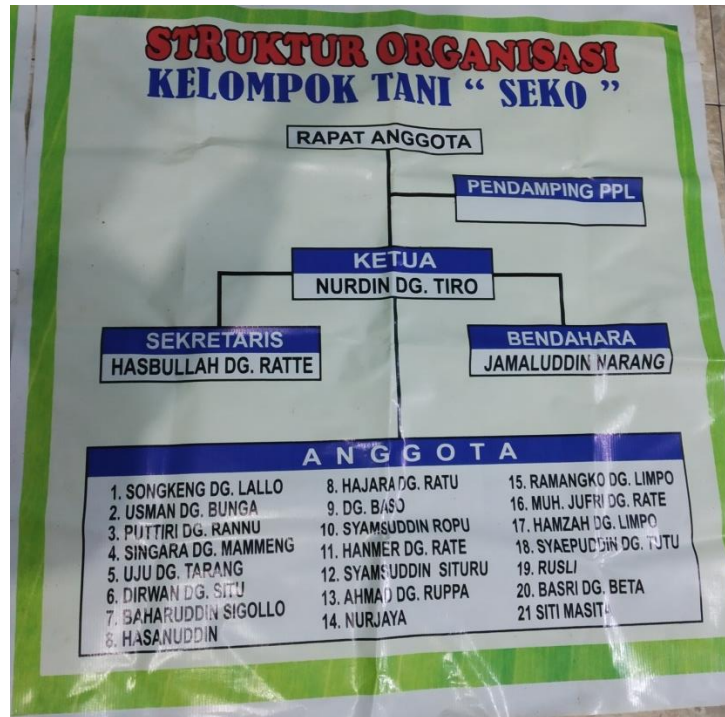 STRUKTUR ORGANISASI
KELOMPOK TANI “ SEKO ”
RAPAT ANGGOTA
PENDAMPING PPL
KETUA
NURDIN DG. TIRO
SEKRETARIS
HASBULLAH DG. RATTE
BENDAHARA
JAMALUDDIN NARANG
ANGGOTA
1. SONGKENG DG. LALLO
2. USMAN DG. BUNGA
3. PUTTIRI DG. RANNU
4. SINGARA DG. MAMMENG
5. UJU DG. TARANG
6. DIRWAN DG. SITU
7. BAHARUDDIN SIGOLLO
8. HASANUDDIN
8. HAJARA DG. RATU
9. DG. BASO
10. SYAMSUDDIN ROPU
11. HANMER DG. RATE
12. SYAMSUDDIN SITURU
13. AHMAD DG. RUPPA
14. NURJAYA
15. RAMANGKO DG. LIMPO
16. MUH. JUFRI DG. RATE
17. HAMZAH DG. LIMPO
18. SYAEPUDDIN DG. TUTU
19. RUSLI
20. BASRI DG. BETA
21 SITI MASITA